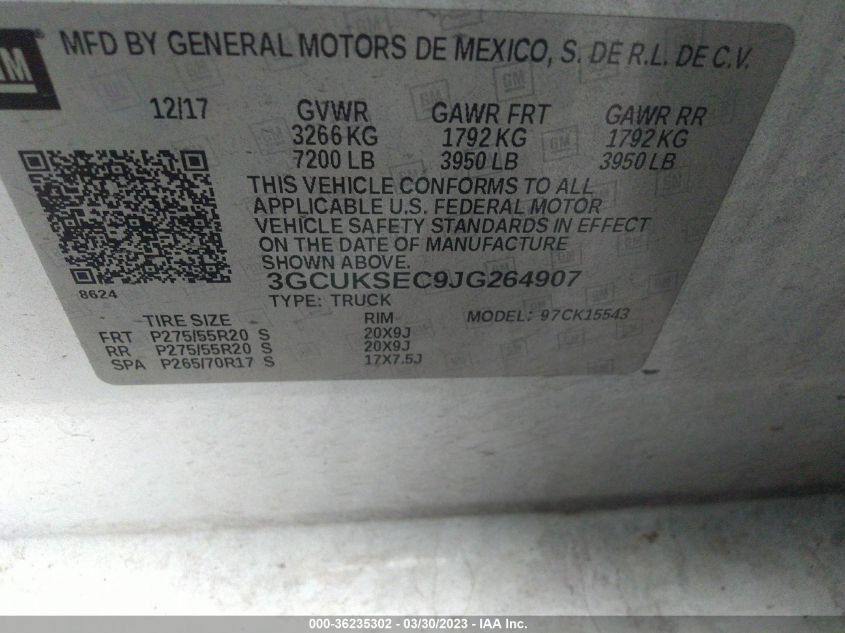 GM
MFD BY GENERAL MOTORS DE MEXICO, S. DE R.L. DE C.V.
12/17 GVWR GAWR FRT GAWR RR
3266 KG 1792 KG 1792 KG
7200 LB 3950 LB 3950 LB
THIS VEHICLE CONFORMS TO ALL
APPLICABLE U.S. FEDERAL MOTOR
VEHICLE SAFETY STANDARDS IN EFFECT
ON THE DATE OF MANUFACTURE
SHOWN ABOVE.
8624
3GCUKSEC9JG264907
TYPE: TRUCK
TIRE SIZE RIM MODEL: 97CK15543
FRT P275/55R20 S 20X9J
RR P275/55R20 S 20X9J
SPA P265/70R17 S 17X7.5J
000-36235302 - 03/30/2023 - IAA Inc.